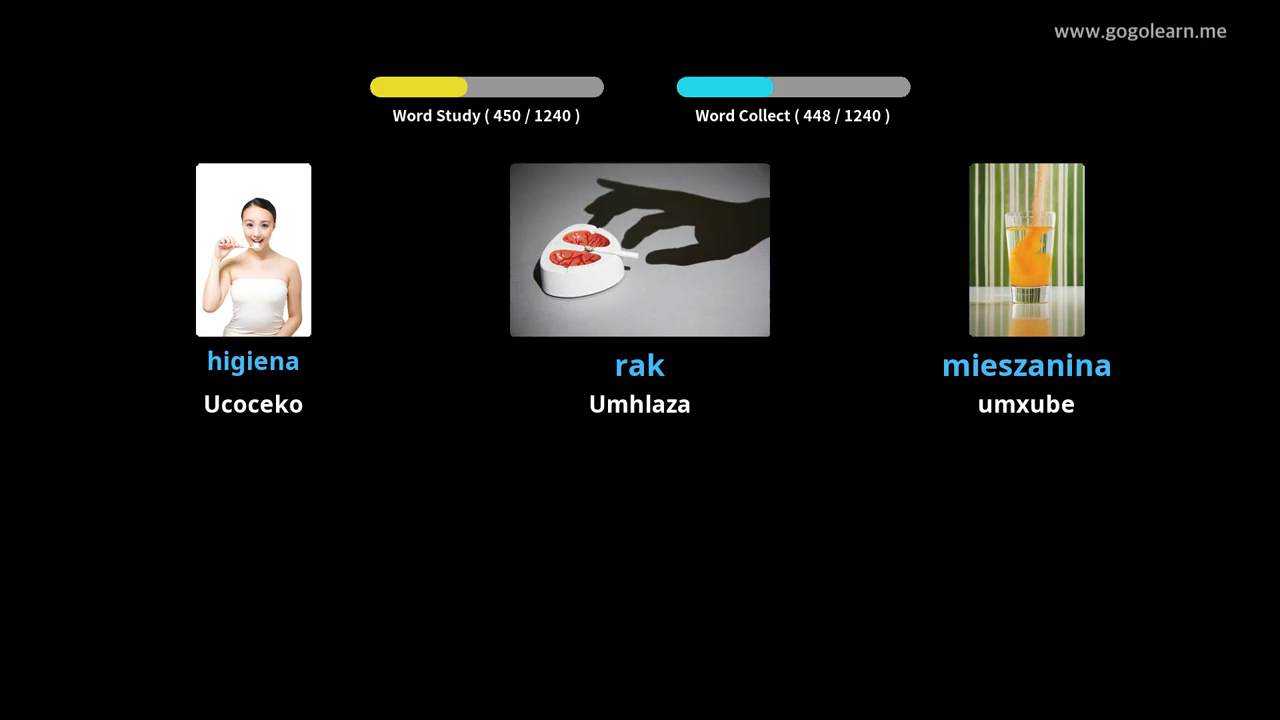 www.gogolearn.me
Word Study ( 450 / 1240 )
Word Collect ( 448 / 1240 )
higiena
rak
mieszanina
Ucoceko
Umhlaza
umxube